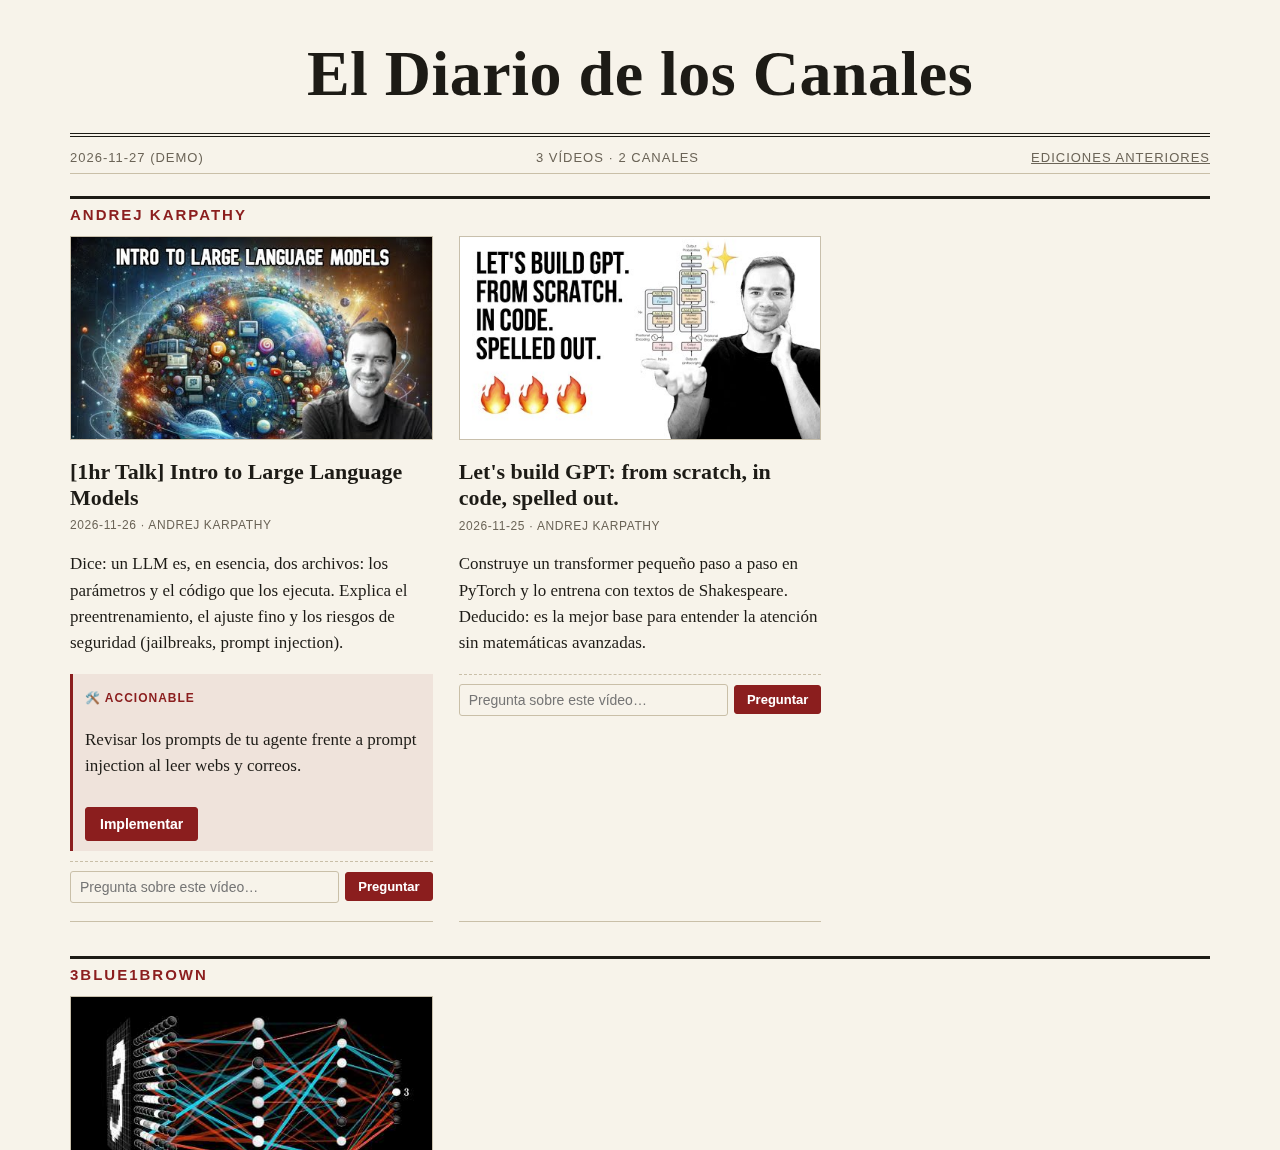 El Diario de los Canales
2026-11-27 (DEMO)
3 VÍDEOS · 2 CANALES
EDICIONES ANTERIORES
ANDREJ KARPATHY
INTRO TO LARGE LANGUAGE MODELS
[1hr Talk] Intro to Large Language
Models
2026-11-26 · ANDREJ KARPATHY
Dice: un LLM es, en esencia, dos archivos: los
parámetros y el código que los ejecuta. Explica el
preentrenamiento, el ajuste fino y los riesgos de
seguridad (jailbreaks, prompt injection).
🛠️ ACCIONABLE
Revisar los prompts de tu agente frente a prompt
injection al leer webs y correos.
Implementar
Pregunta sobre este vídeo…
Preguntar
LET'S BUILD GPT.
FROM SCRATCH.
IN CODE.
SPELLED OUT.
Let's build GPT: from scratch, in
code, spelled out.
2026-11-25 · ANDREJ KARPATHY
Construye un transformer pequeño paso a paso en
PyTorch y lo entrena con textos de Shakespeare.
Deducido: es la mejor base para entender la atención
sin matemáticas avanzadas.
Pregunta sobre este vídeo…
Preguntar
3BLUE1BROWN
3